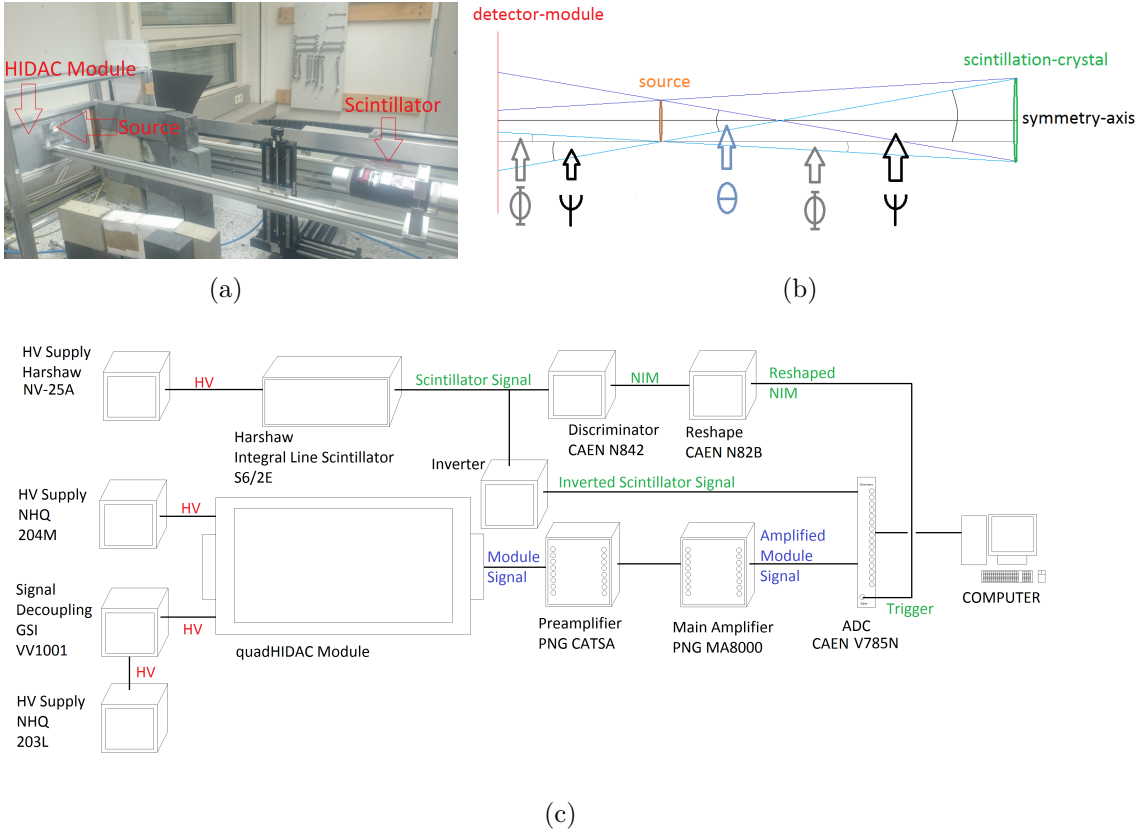 HIDAC Module
Source
Scintillator
(a)
detector-module
source
scintillation-crystal
symmetry-axis
Φ
ψ
θ
Φ
ψ
(b)
HV Supply
Harshaw
NV-25A
HV
Harshaw
Integral Line Scintillator
S6/2E
Scintillator Signal
Discriminator
CAEN N842
NIM
Reshape
CAEN N82B
Reshaped
NIM
Inverter
Inverted Scintillator Signal
HV Supply
NHQ
204M
HV
Signal
Decoupling
GSI
VV1001
HV
HV
HV Supply
NHQ
203L
quadHIDAC Module
Module
Signal
Preamplifier
PNG CATSA
Main Amplifier
PNG MA8000
Amplified
Module
Signal
ADC
CAEN V785N
Trigger
COMPUTER
(c)